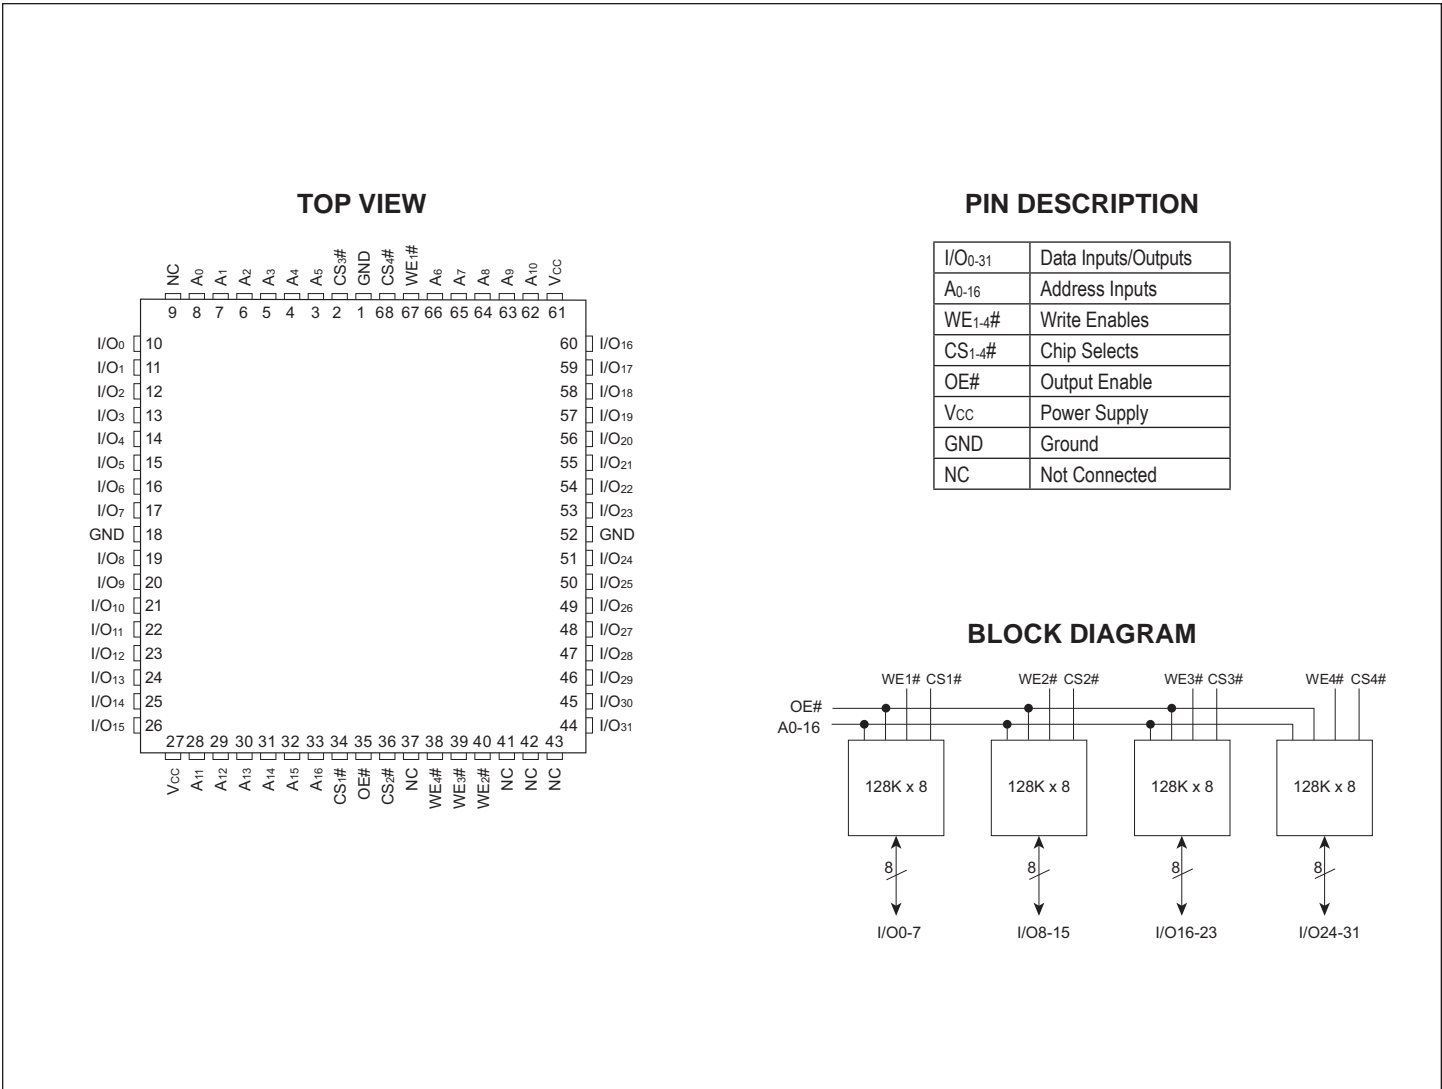 TOP VIEW
NC A0 A1 A2 A3 A4 A5 CS3# GND CS4# WE1# A6 A7 A8 A9 A10 VCC
9 8 7 6 5 4 3 2 1 68 67 66 65 64 63 62 61
I/O0 10 60 I/O16
I/O1 11 59 I/O17
I/O2 12 58 I/O18
I/O3 13 57 I/O19
I/O4 14 56 I/O20
I/O5 15 55 I/O21
I/O6 16 54 I/O22
I/O7 17 53 I/O23
GND 18 52 GND
I/O8 19 51 I/O24
I/O9 20 50 I/O25
I/O10 21 49 I/O26
I/O11 22 48 I/O27
I/O12 23 47 I/O28
I/O13 24 46 I/O29
I/O14 25 45 I/O30
I/O15 26 44 I/O31
27 28 29 30 31 32 33 34 35 36 37 38 39 40 41 42 43
VCC A11 A12 A13 A14 A15 A16 CS1# OE# CS2# NC WE4# WE3# WE2# NC NC NC
PIN DESCRIPTION
I/O0-31 Data Inputs/Outputs
A0-16 Address Inputs
WE1-4# Write Enables
CS1-4# Chip Selects
OE# Output Enable
VCC Power Supply
GND Ground
NC Not Connected
BLOCK DIAGRAM
WE1# CS1# WE2# CS2# WE3# CS3# WE4# CS4#
OE#
A0-16
128K x 8 128K x 8 128K x 8 128K x 8
8 8 8 8
I/O0-7 I/O8-15 I/O16-23 I/O24-31